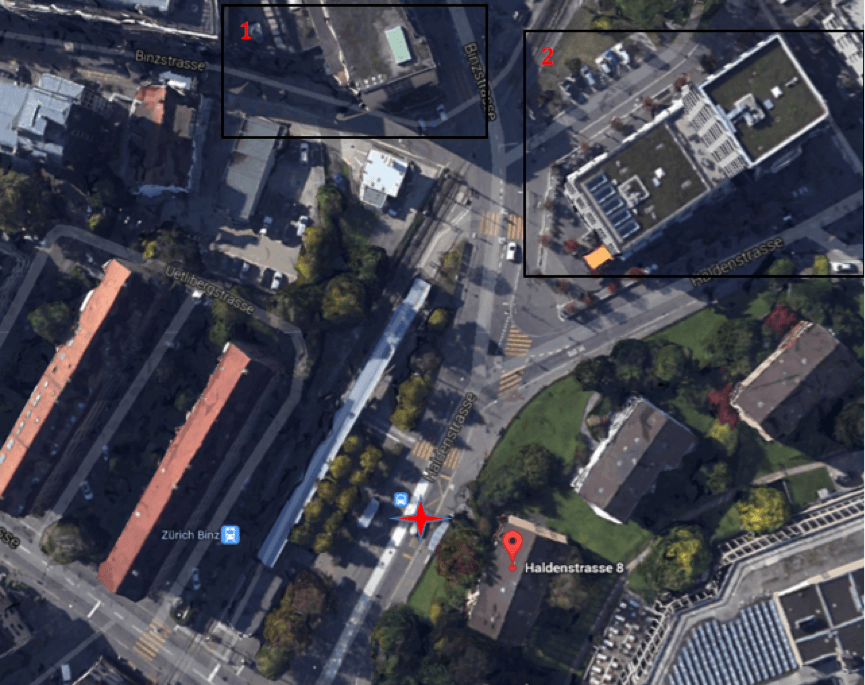 1
Binzstrasse
Binzstrasse
2
Haldenstrasse
Uetlibergstrasse
Haldenstrasse
Zürich Binz
Haldenstrasse 8